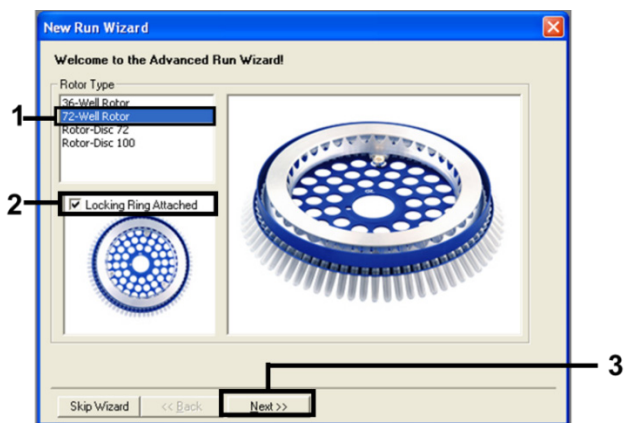 New Run Wizard
Welcome to the Advanced Run Wizard!
Rotor Type
36-Well Rotor
1
72-Well Rotor
Rotor-Disc 72
Rotor-Disc 100
2
Locking Ring Attached
3
Skip Wizard
<< Back
Next >>